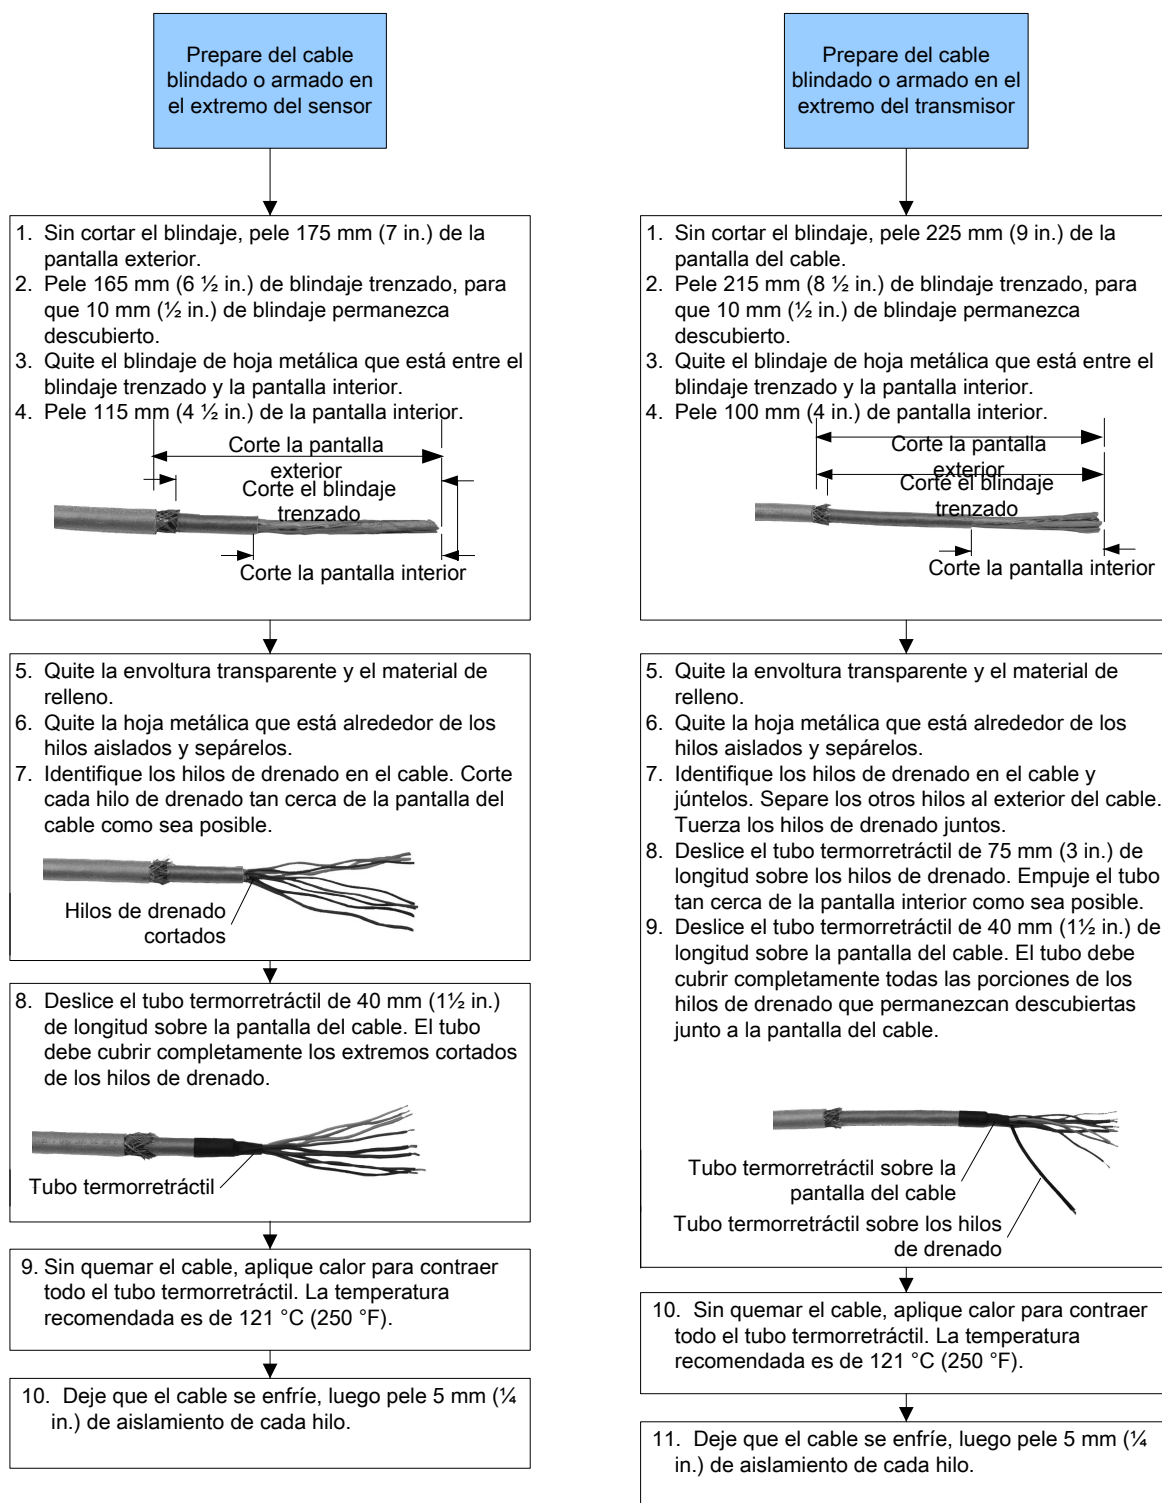 Prepare del cable
blindado o armado en
el extremo del sensor
1. Sin cortar el blindaje, pele 175 mm (7 in.) de la
pantalla exterior.
2. Pele 165 mm (6 ½ in.) de blindaje trenzado, para
que 10 mm (½ in.) de blindaje permanezca
descubierto.
3. Quite el blindaje de hoja metálica que está entre el
blindaje trenzado y la pantalla interior.
4. Pele 115 mm (4 ½ in.) de la pantalla interior.
Corte la pantalla
exterior
Corte el blindaje
trenzado
Corte la pantalla interior
5. Quite la envoltura transparente y el material de
relleno.
6. Quite la hoja metálica que está alrededor de los
hilos aislados y sepárelos.
7. Identifique los hilos de drenado en el cable. Corte
cada hilo de drenado tan cerca de la pantalla del
cable como sea posible.
Hilos de drenado
cortados
8. Deslice el tubo termorretráctil de 40 mm (1½ in.)
de longitud sobre la pantalla del cable. El tubo
debe cubrir completamente los extremos cortados
de los hilos de drenado.
Tubo termorretráctil
9. Sin quemar el cable, aplique calor para contraer
todo el tubo termorretráctil. La temperatura
recomendada es de 121 °C (250 °F).
10. Deje que el cable se enfríe, luego pele 5 mm (¼
in.) de aislamiento de cada hilo.
Prepare del cable
blindado o armado en el
extremo del transmisor
1. Sin cortar el blindaje, pele 225 mm (9 in.) de la
pantalla del cable.
2. Pele 215 mm (8 ½ in.) de blindaje trenzado, para
que 10 mm (½ in.) de blindaje permanezca
descubierto.
3. Quite el blindaje de hoja metálica que está entre el
blindaje trenzado y la pantalla interior.
4. Pele 100 mm (4 in.) de pantalla interior.
Corte la pantalla
exterior
Corte el blindaje
trenzado
Corte la pantalla interior
5. Quite la envoltura transparente y el material de
relleno.
6. Quite la hoja metálica que está alrededor de los
hilos aislados y sepárelos.
7. Identifique los hilos de drenado en el cable y
júntelos. Separe los otros hilos al exterior del cable.
Tuerza los hilos de drenado juntos.
8. Deslice el tubo termorretráctil de 75 mm (3 in.) de
longitud sobre los hilos de drenado. Empuje el tubo
tan cerca de la pantalla interior como sea posible.
9. Deslice el tubo termorretráctil de 40 mm (1½ in.) de
longitud sobre la pantalla del cable. El tubo debe
cubrir completamente todas las porciones de los
hilos de drenado que permanezcan descubiertas
junto a la pantalla del cable.
Tubo termorretráctil sobre la
pantalla del cable
Tubo termorretráctil sobre los hilos
de drenado
10. Sin quemar el cable, aplique calor para contraer
todo el tubo termorretráctil. La temperatura
recomendada es de 121 °C (250 °F).
11. Deje que el cable se enfríe, luego pele 5 mm (¼
in.) de aislamiento de cada hilo.